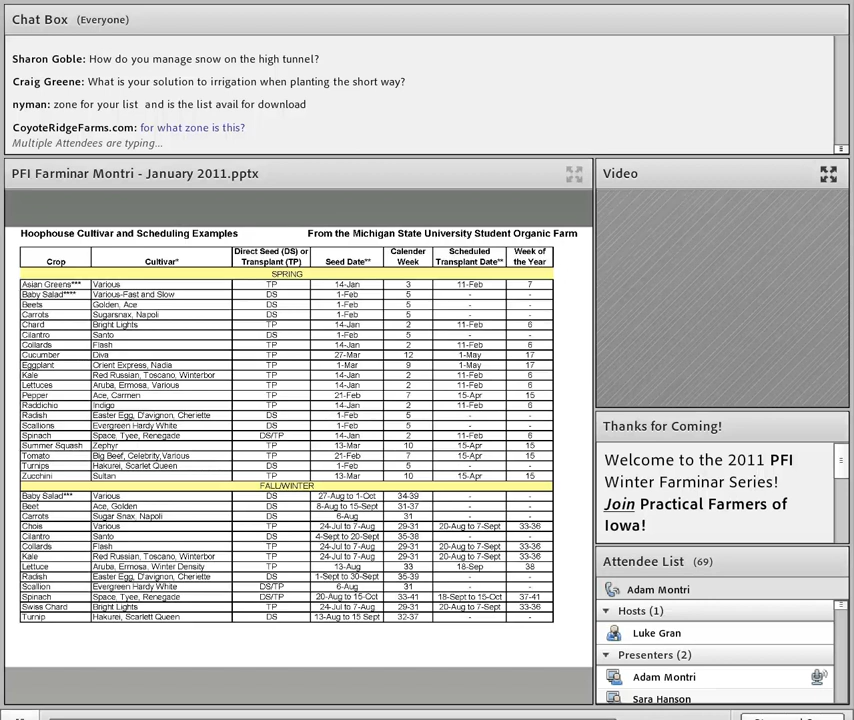 Chat Box (Everyone)
Sharon Goble: How do you manage snow on the high tunnel?
Craig Greene: What is your solution to irrigation when planting the short way?
nyman: zone for your list and is the list avail for download
CoyoteRidgeFarms.com: for what zone is this?
Multiple Attendees are typing...
PFI Farminar Montri - January 2011.pptx
Hoophouse Cultivar and Scheduling Examples From the Michigan State University Student Organic Farm
Crop Cultivar* Direct Seed (DS) or Transplant (TP) Seed Date** Calender Week Scheduled Transplant Date** Week of the Year
SPRING
Asian Greens*** Various TP 14-Jan 3 11-Feb 7
Baby Salad**** Various-Fast and Slow DS 1-Feb 5 - -
Beets Golden, Ace DS 1-Feb 5 - -
Carrots Sugarsnax, Napoli DS 1-Feb 5 - -
Chard Bright Lights TP 14-Jan 2 11-Feb 6
Cilantro Santo DS 1-Feb 5 - -
Collards Flash TP 14-Jan 2 11-Feb 6
Cucumber Diva TP 27-Mar 12 1-May 17
Eggplant Orient Express, Nadia TP 1-Mar 9 1-May 17
Kale Red Russian, Toscano, Winterbor TP 14-Jan 2 11-Feb 6
Lettuces Aruba, Ermosa, Various TP 14-Jan 2 11-Feb 6
Pepper Ace, Carmen TP 21-Feb 7 15-Apr 15
Raddichio Indigo TP 14-Jan 2 11-Feb 6
Radish Easter Egg, D'avignon, Cheriette DS 1-Feb 5 - -
Scallions Evergreen Hardy White DS 1-Feb 5 - -
Spinach Space, Tyee, Renegade DS/TP 14-Jan 2 11-Feb 6
Summer Squash Zephyr TP 13-Mar 10 15-Apr 15
Tomato Big Beef, Celebrity,Various TP 21-Feb 7 15-Apr 15
Turnips Hakurei, Scarlet Queen DS 1-Feb 5 - -
Zucchini Sultan TP 13-Mar 10 15-Apr 15
FALL/WINTER
Baby Salad*** Various DS 27-Aug to 1-Oct 34-39 - -
Beet Ace, Golden DS 8-Aug to 15-Sept 31-37 - -
Carrots Sugar Snax, Napoli DS 6-Aug 31 - -
Chois Various TP 24-Jul to 7-Aug 29-31 20-Aug to 7-Sept 33-36
Cilantro Santo DS 4-Sept to 20-Sept 35-38 - -
Collards Flash TP 24-Jul to 7-Aug 29-31 20-Aug to 7-Sept 33-36
Kale Red Russian, Toscano, Winterbor TP 24-Jul to 7-Aug 29-31 20-Aug to 7-Sept 33-36
Lettuce Aruba, Ermosa, Winter Density TP 13-Aug 33 18-Sep 38
Radish Easter Egg, D'avignon, Cheriette DS 1-Sept to 30-Sept 35-39 - -
Scallion Evergreen Hardy White DS/TP 6-Aug 31 - -
Spinach Space, Tyee, Renegade DS/TP 20-Aug to 15-Oct 33-41 18-Sept to 15-Oct 37-41
Swiss Chard Bright Lights TP 24-Jul to 7-Aug 29-31 20-Aug to 7-Sept 33-36
Turnip Hakurei, Scarlett Queen DS 13-Aug to 15 Sept 32-37 - -
Video
Thanks for Coming!
Welcome to the 2011 PFI
Winter Farminar Series!
Join Practical Farmers of
Iowa!
Attendee List (69)
Adam Montri
Hosts (1)
Luke Gran
Presenters (2)
Adam Montri
Sara Hanson